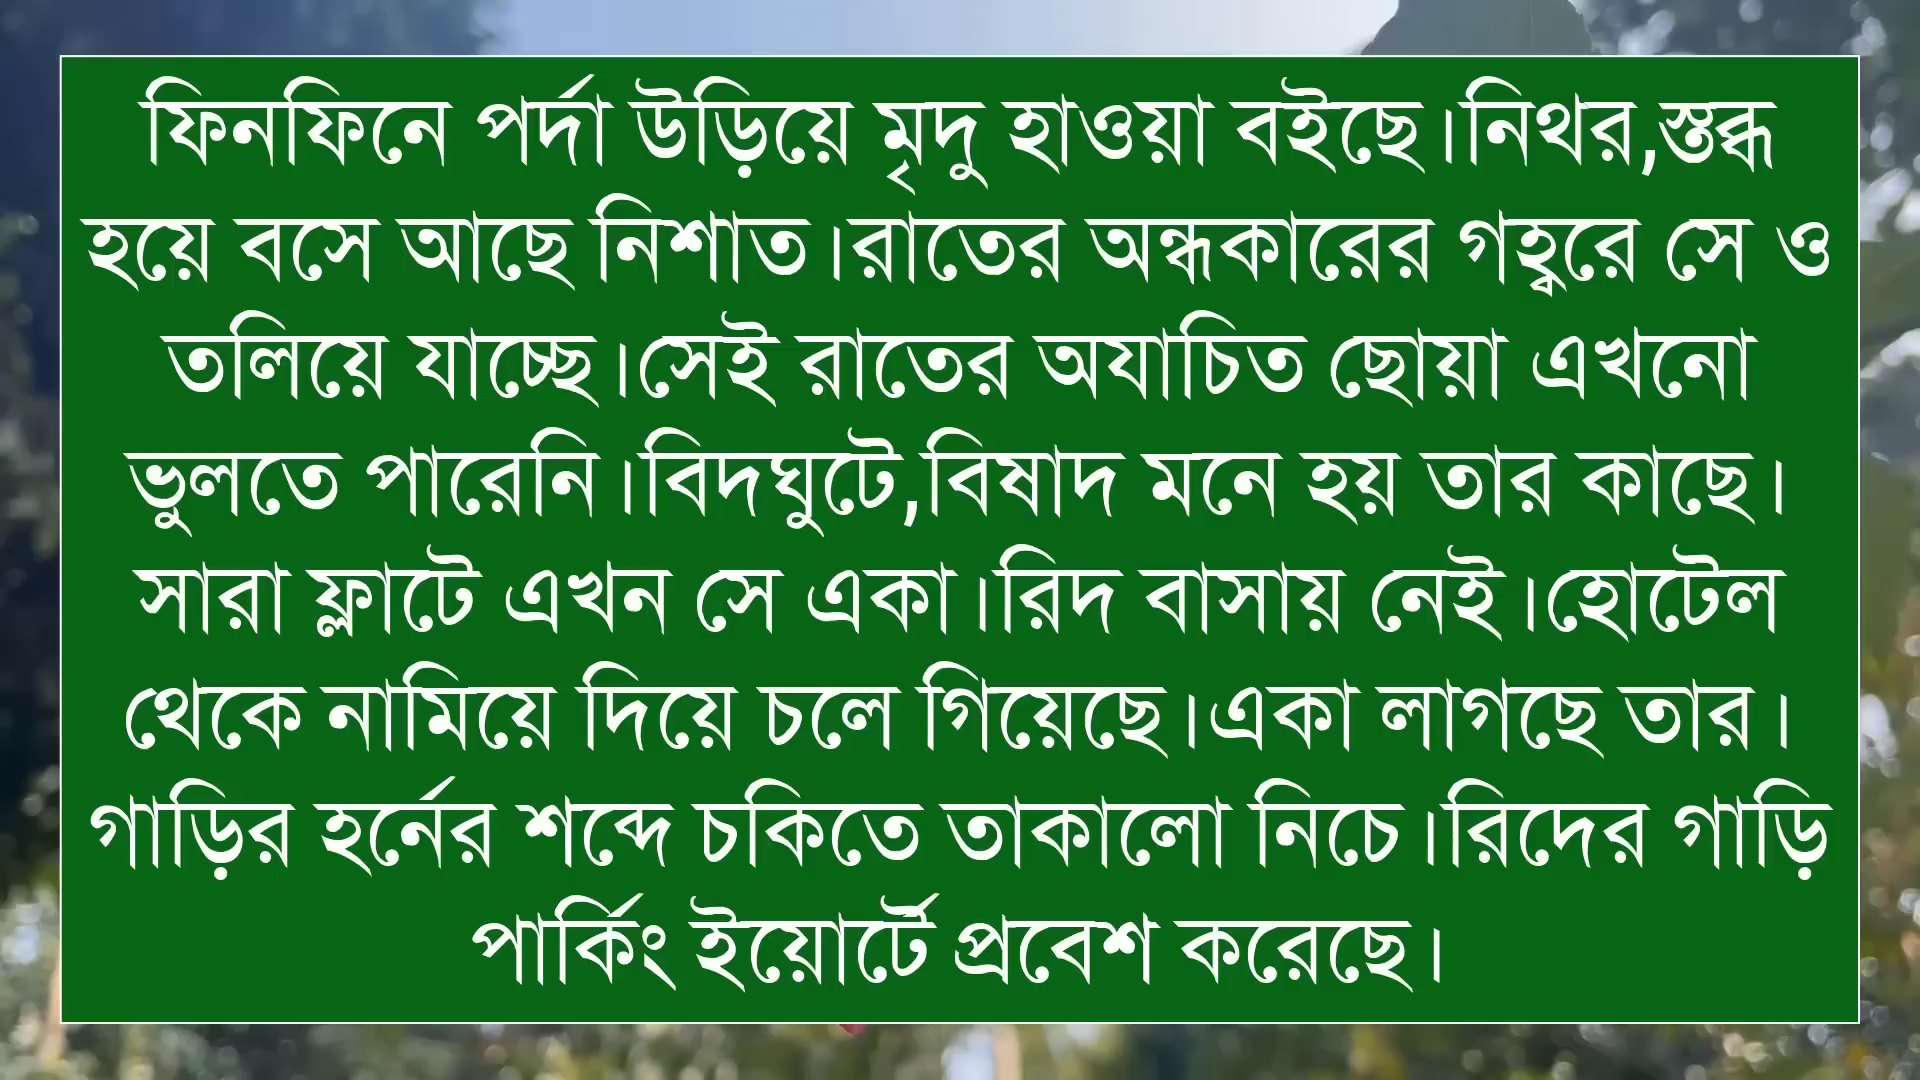 ফিনফিনে পর্দা উড়িয়ে মৃদু হাওয়া বইছে।নিথর,স্তব্ধ
হয়ে বসে আছে নিশাত।রাতের অন্ধকারের গহ্বরে সে ও
তলিয়ে যাচ্ছে।সেই রাতের অযাচিত ছোয়া এখনো
ভুলতে পারেনি।বিদঘুটে,বিষাদ মনে হয় তার কাছে।
সারা ফ্লাটে এখন সে একা।রিদ বাসায় নেই।হোটেল
থেকে নামিয়ে দিয়ে চলে গিয়েছে।একা লাগছে তার।
গাড়ির হর্নের শব্দে চকিতে তাকালো নিচে।রিদের গাড়ি
পার্কিং ইয়োর্টে প্রবেশ করেছে।